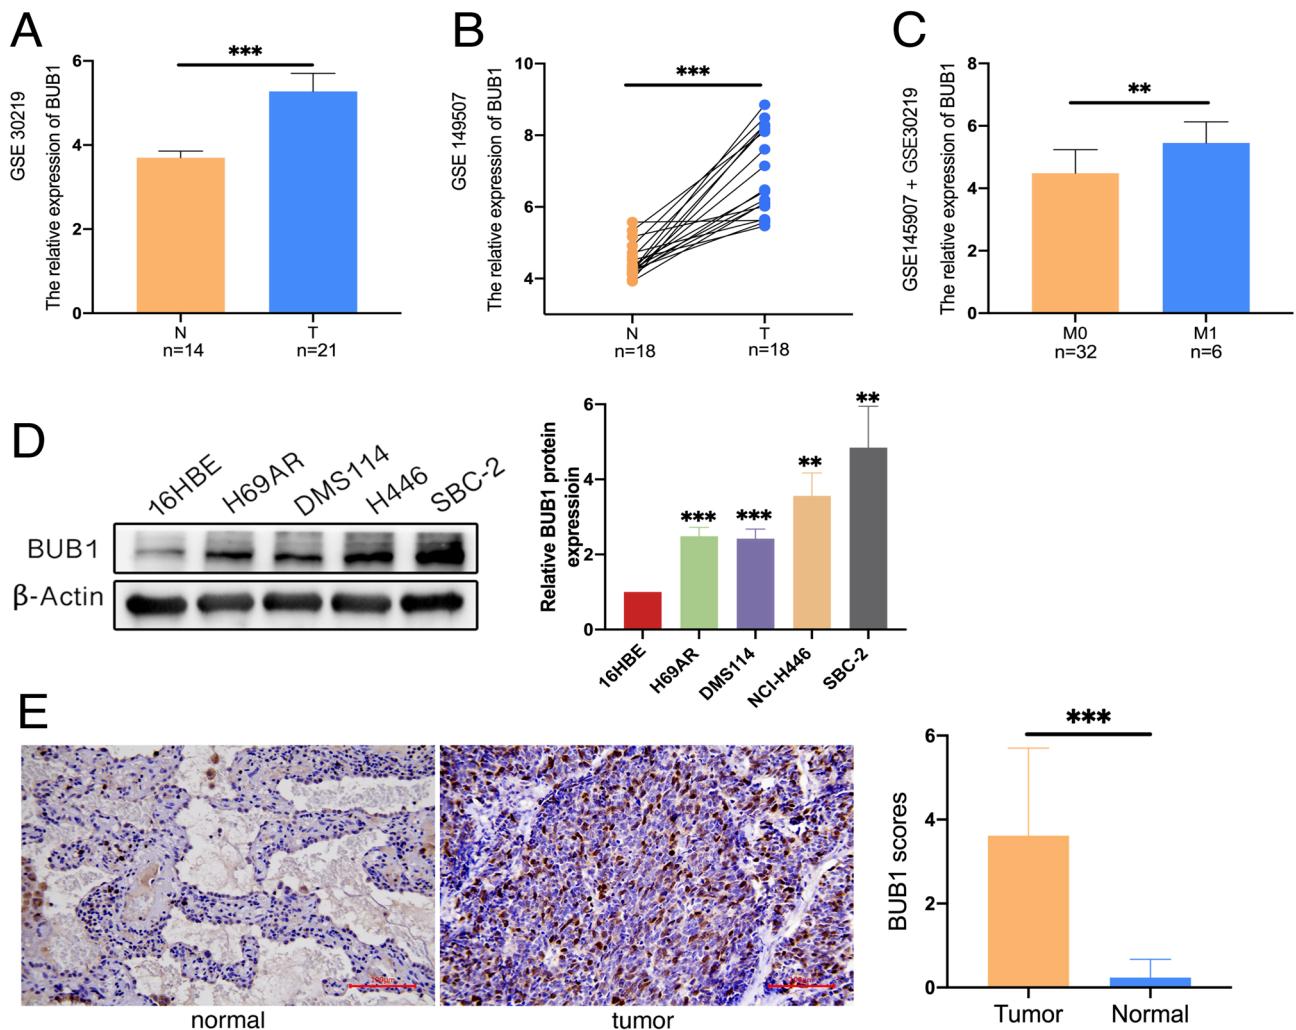 A
GSE 30219
The relative expression of BUB1
6
4
2
0
***
N
n=14
T
n=21
B
GSE 149507
The relative expression of BUB1
10
8
6
4
***
N
n=18
T
n=18
C
GSE145907 + GSE30219
The relative expression of BUB1
8
6
4
2
0
**
M0
n=32
M1
n=6
D
16HBE
H69AR
DMS114
H446
SBC-2
BUB1
β-Actin
Relative BUB1 protein
expressioin
6
4
2
0
***
***
**
**
16HBE
H69AR
DMS114
NCI-H446
SBC-2
E
100μm
normal
tumor
BUB1 scores
6
4
2
0
***
Tumor
Normal